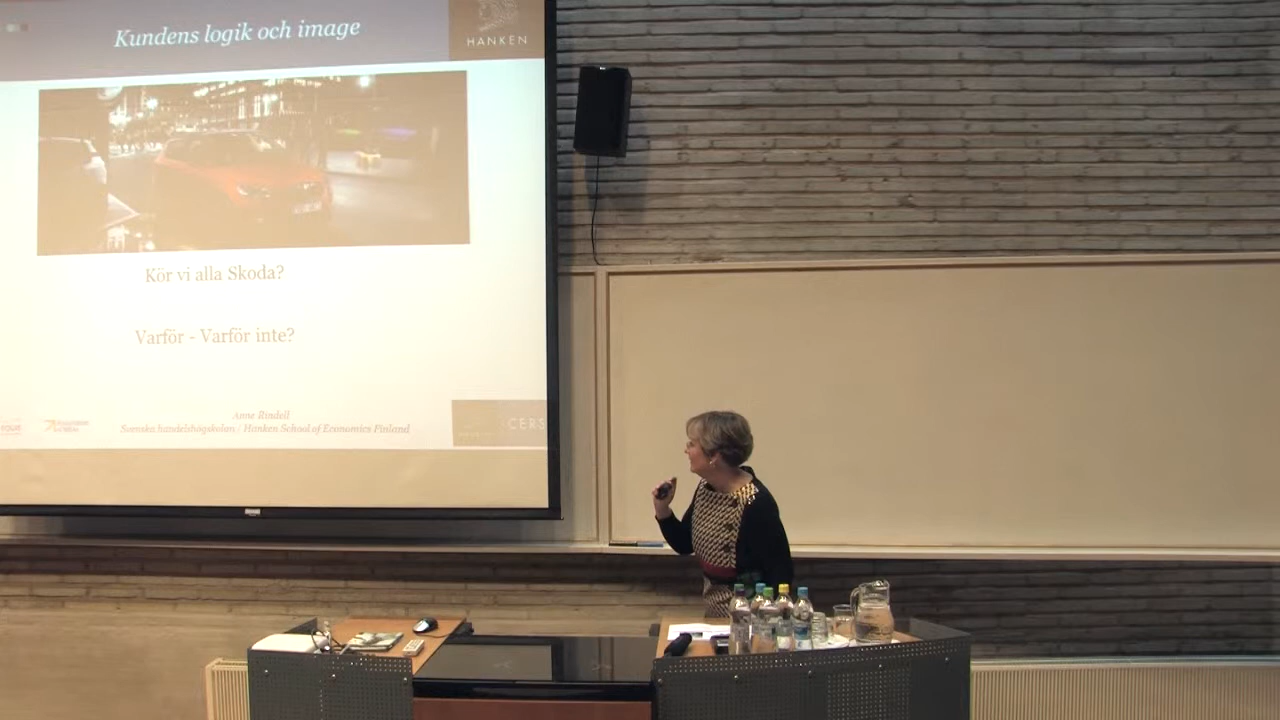 Kundens logik och image
HANKEN
Kör vi alla Skoda?
Varför - Varför inte?
Anne Rindell
Svenska handelshögskolan / Hanken School of Economics Finland
CERS